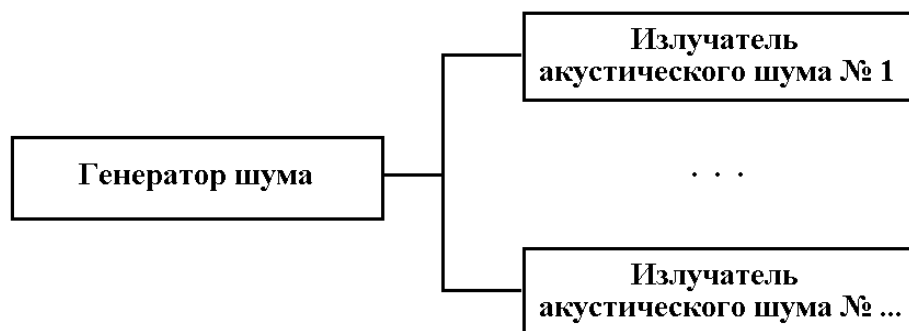 Излучатель
акустического шума № 1
Генератор шума
. . .
Излучатель
акустического шума № ...